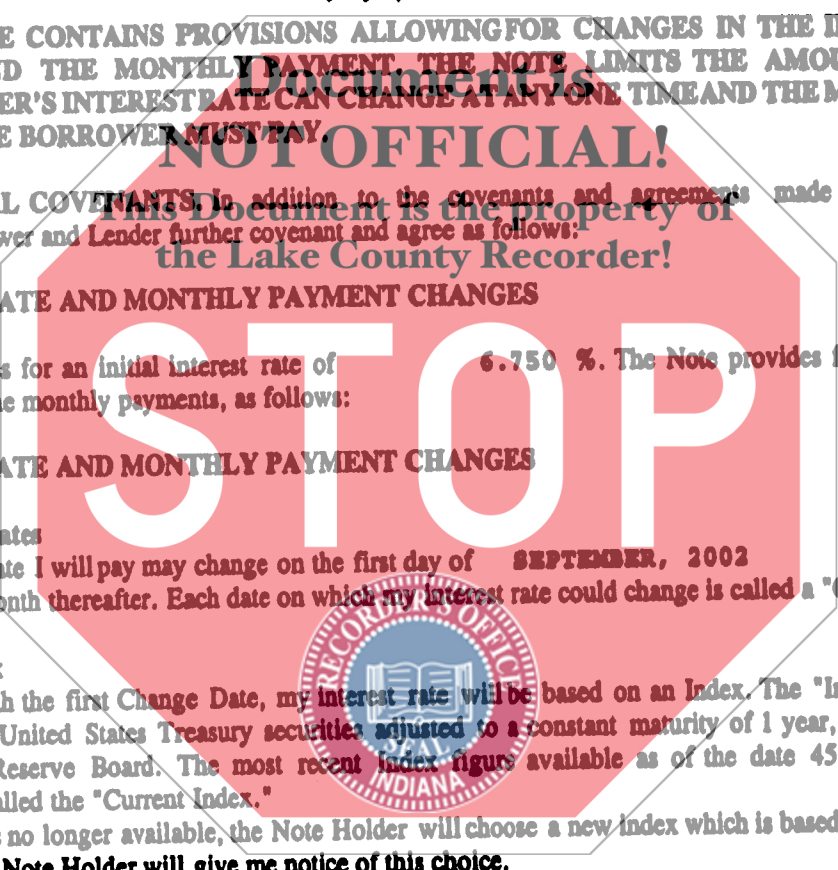 E CONTAINS PROVISIONS ALLOWING FOR CHANGES IN THE
D THE MONTHLY PAYMENT. THE NOTE LIMITS THE AMOU
ER'S INTEREST RATE CAN CHANGE AT ANY ONE TIME AND THE M
E BORROWER MUST PAY.
Document is
NOT OFFICIAL!
This Document is the property of
the Lake County Recorder!
L COVENANTS. In addition to the covenants and agreements made
wer and Lender further covenant and agree as follows:
ATE AND MONTHLY PAYMENT CHANGES
s for an initial interest rate of 6.750 %. The Note provides f
e monthly payments, as follows:
STOP
ATE AND MONTHLY PAYMENT CHANGES
ates
ate I will pay may change on the first day of SEPTEMBER, 2002
onth thereafter. Each date on which my interest rate could change is called a "
h the first Change Date, my interest rate will be based on an Index. The "I
United States Treasury securities adjusted to a constant maturity of 1 year,
Reserve Board. The most recent Index figure available as of the date 45
alled the "Current Index."
s no longer available, the Note Holder will choose a new index which is based
Note Holder will give me notice of this choice.
RECORDER'S OFFICE
SEAL
INDIANA